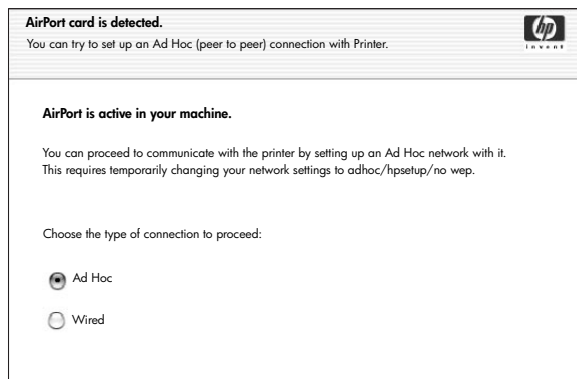 AirPort card is detected.
You can try to set up an Ad Hoc (peer to peer) connection with Printer.
hp
invent
AirPort is active in your machine.
You can proceed to communicate with the printer by setting up an Ad Hoc network with it.
This requires temporarily changing your network settings to adhoc/hpsetup/no wep.
Choose the type of connection to proceed:
Ad Hoc
Wired